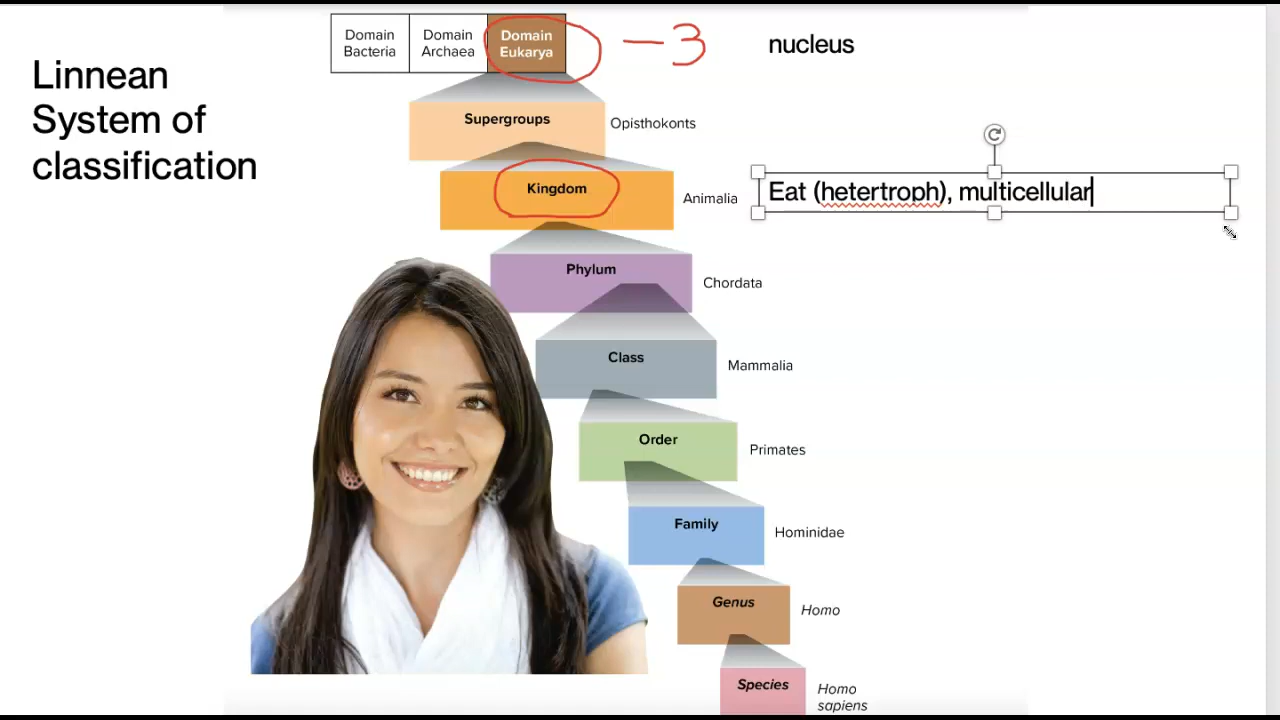 Linnean
System of
classification
Domain
Bacteria
Domain
Archaea
Domain
Eukarya
– 3
nucleus
Supergroups
Opisthokonts
Kingdom
Animalia
Eat (hetertroph), multicellular
Phylum
Chordata
Class
Mammalia
Order
Primates
Family
Hominidae
Genus
Homo
Species
Homo
sapiens